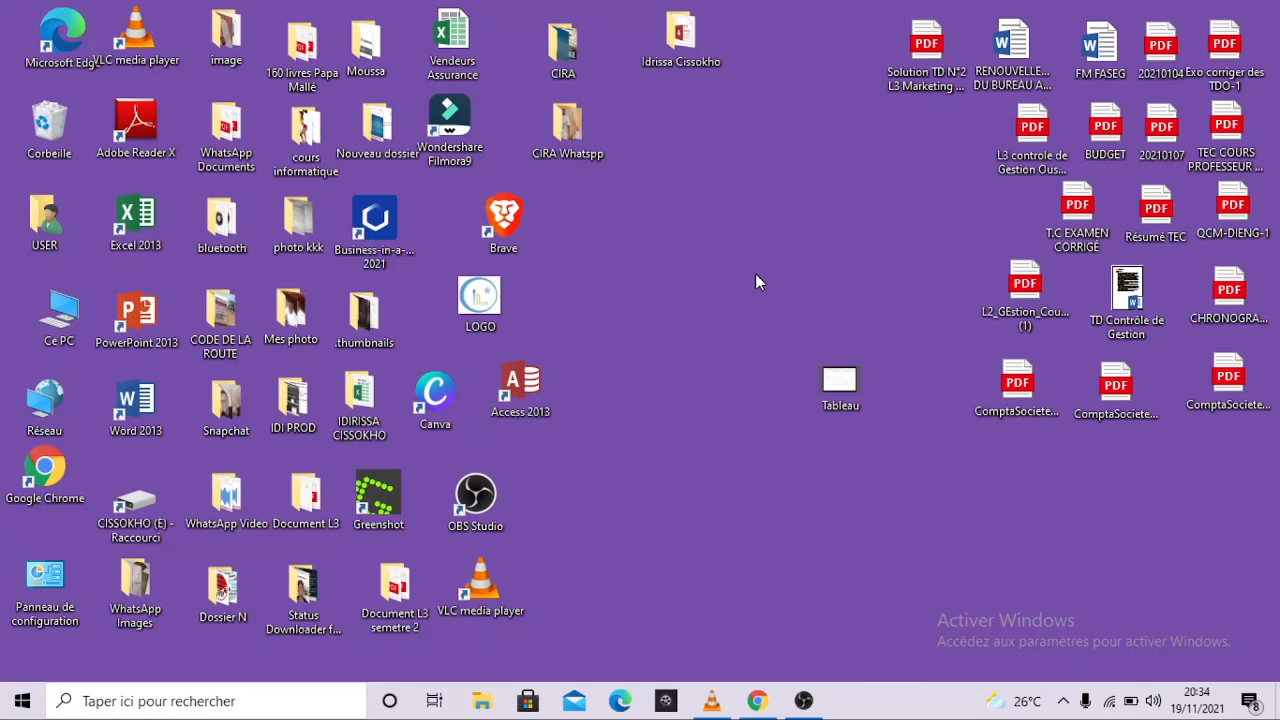 Microsoft Edge
VLC media player
Image
160 livres Papa
Mallé
Moussa
Vendeurs
Assurance
CIRA
Idrissa Cissokho
Solution TD N°2
L3 Marketing ...
RENOUVELLE...
DU BUREAU A...
FM FASEG
20210104
Exo corriger des
TDO-1
Corbeille
Adobe Reader X
WhatsApp
Documents
cours
informatique
Nouveau dossier
Wondershare
Filmora9
CIRA Whatspp
PDF
L3 controle de
Gestion Ous...
BUDGET
20210107
TEC COURS
PROFESSEUR ...
USER
Excel 2013
bluetooth
photo kkk
Business-in-a-...
2021
Brave
T.C EXAMEN
CORRIGÉ
Résumé TEC
QCM-DIENG-1
Ce PC
PowerPoint 2013
CODE DE LA
ROUTE
Mes photo
.thumbnails
LOGO
L2_GEstion_Cou...
(1)
TD Contrôle de
Gestion
CHRONOGRA...
Réseau
Word 2013
Snapchat
IDI PROD
IDIRISSA
CISSOKHO
Canva
Access 2013
Tableau
ComptaSociete...
ComptaSociete...
ComptaSociete...
Google Chrome
CISSOKHO (E) -
Raccourci
WhatsApp Video
Document L3
Greenshot
OBS Studio
Panneau de
configuration
WhatsApp
Images
Dossier N
Status
Downloader f...
Document L3
semetre 2
VLC media player
Activer Windows
Accédez aux paramètres pour activer Windows.
Taper ici pour rechercher
26°C
20:34
19/11/2021
8